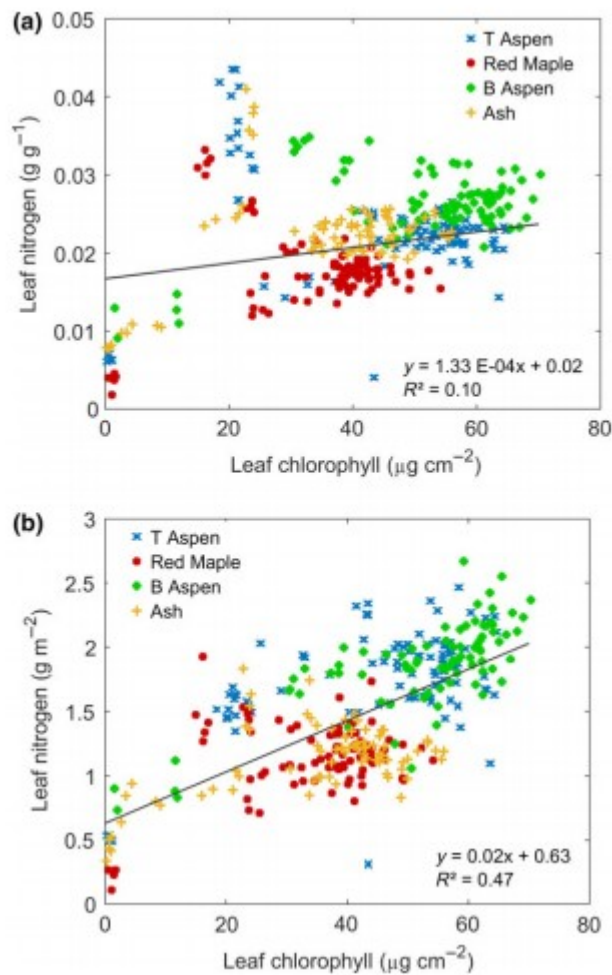 (a)
0.05
0.04
0.03
0.02
0.01
0
Leaf nitrogen (g g⁻¹)
T Aspen
Red Maple
B Aspen
Ash
y = 1.33 E-04x + 0.02
R² = 0.10
0 20 40 60 80
Leaf chlorophyll (μg cm⁻²)
(b)
3
2.5
2
1.5
1
0.5
0
Leaf nitrogen (g m⁻²)
T Aspen
Red Maple
B Aspen
Ash
y = 0.02x + 0.63
R² = 0.47
0 20 40 60 80
Leaf chlorophyll (μg cm⁻²)